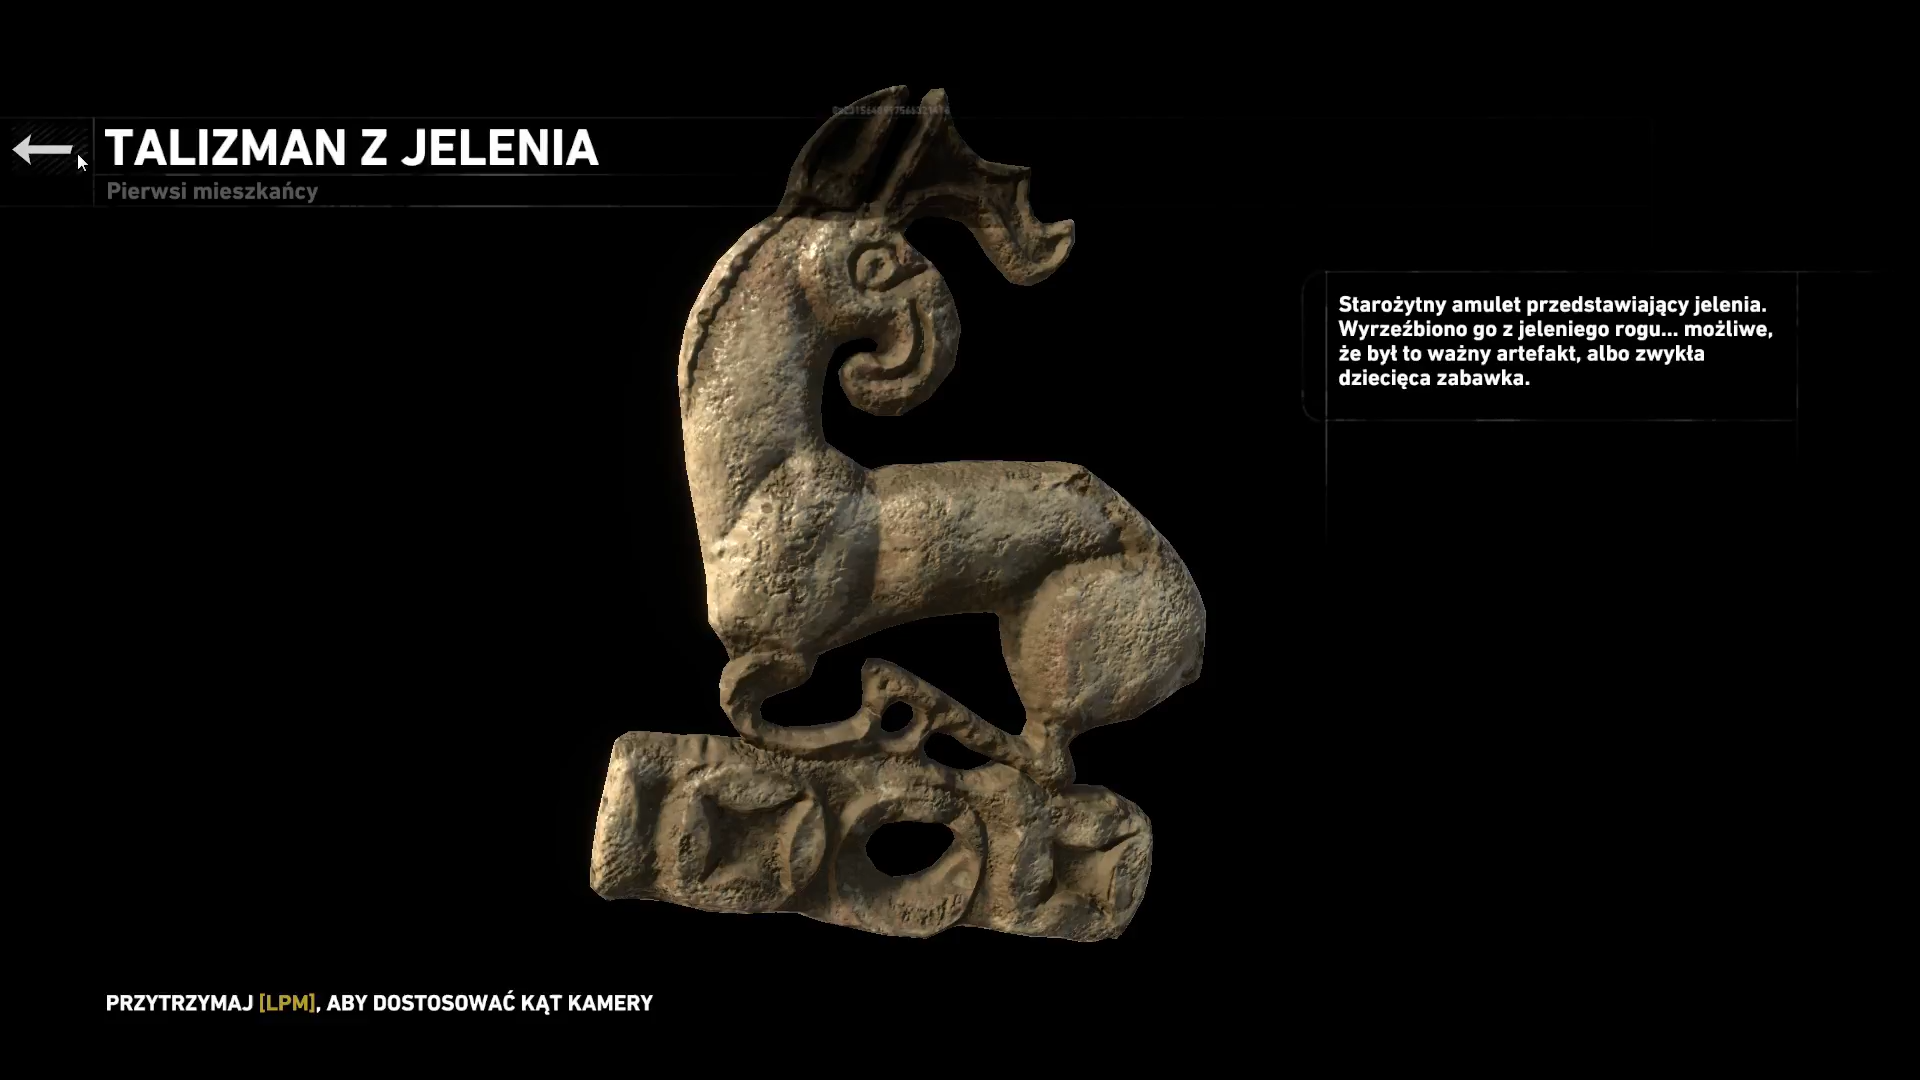 TALIZMAN Z JELENIA
Pierwsi mieszkańcy
Starożytny amulet przedstawiający jelenia.
Wyrzeźbiono go z jeleniego rogu... możliwe,
że był to ważny artefakt, albo zwykła
dziecięca zabawka.
PRZYTRZYMAJ [LPM], ABY DOSTOSOWAĆ KĄT KAMERY